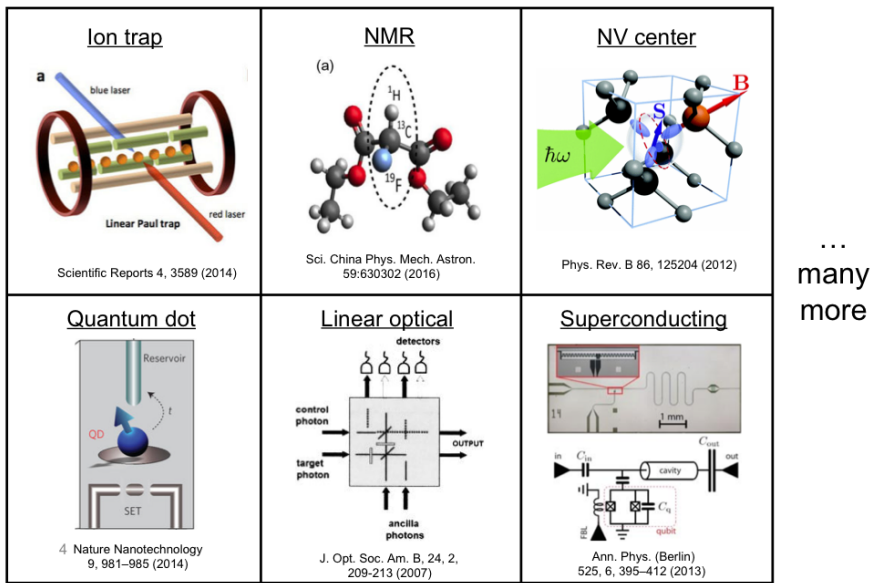 Ion trap
a
blue laser
red laser
Linear Paul trap
Scientific Reports 4, 3589 (2014)
NMR
(a)
¹H
¹³C
¹⁹F
Sci. China Phys. Mech. Astron.
59:630302 (2016)
NV center
B
S
ħω
Phys. Rev. B 86, 125204 (2012)
...
many
more
Quantum dot
Reservoir
t
QD
SET
4 Nature Nanotechnology
9, 981–985 (2014)
Linear optical
detectors
control
photon
target
photon
OUTPUT
ancilla
photons
J. Opt. Soc. Am. B, 24, 2,
209-213 (2007)
Superconducting
1 mm
in
C_in
cavity
C_out
out
C_q
qubit
FBL
Ann. Phys. (Berlin)
525, 6, 395–412 (2013)